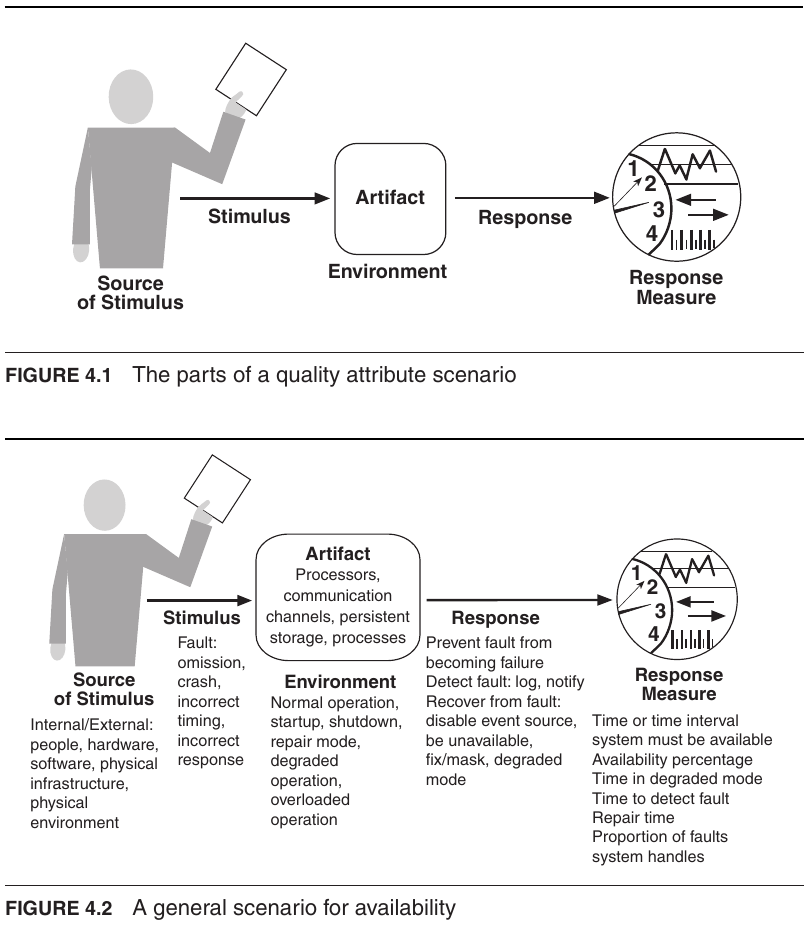 Stimulus
Artifact
Response
1
2
3
4
Environment
Source
of Stimulus
Response
Measure
FIGURE 4.1 The parts of a quality attribute scenario
Source
of Stimulus
Internal/External:
people, hardware,
software, physical
infrastructure,
physical
environment
Stimulus
Fault:
omission,
crash,
incorrect
timing,
incorrect
response
Artifact
Processors,
communication
channels, persistent
storage, processes
Environment
Normal operation,
startup, shutdown,
repair mode,
degraded
operation,
overloaded
operation
Response
Prevent fault from
becoming failure
Detect fault: log, notify
Recover from fault:
disable event source,
be unavailable,
fix/mask, degraded
mode
1
2
3
4
Response
Measure
Time or time interval
system must be available
Availability percentage
Time in degraded mode
Time to detect fault
Repair time
Proportion of faults
system handles
FIGURE 4.2 A general scenario for availability